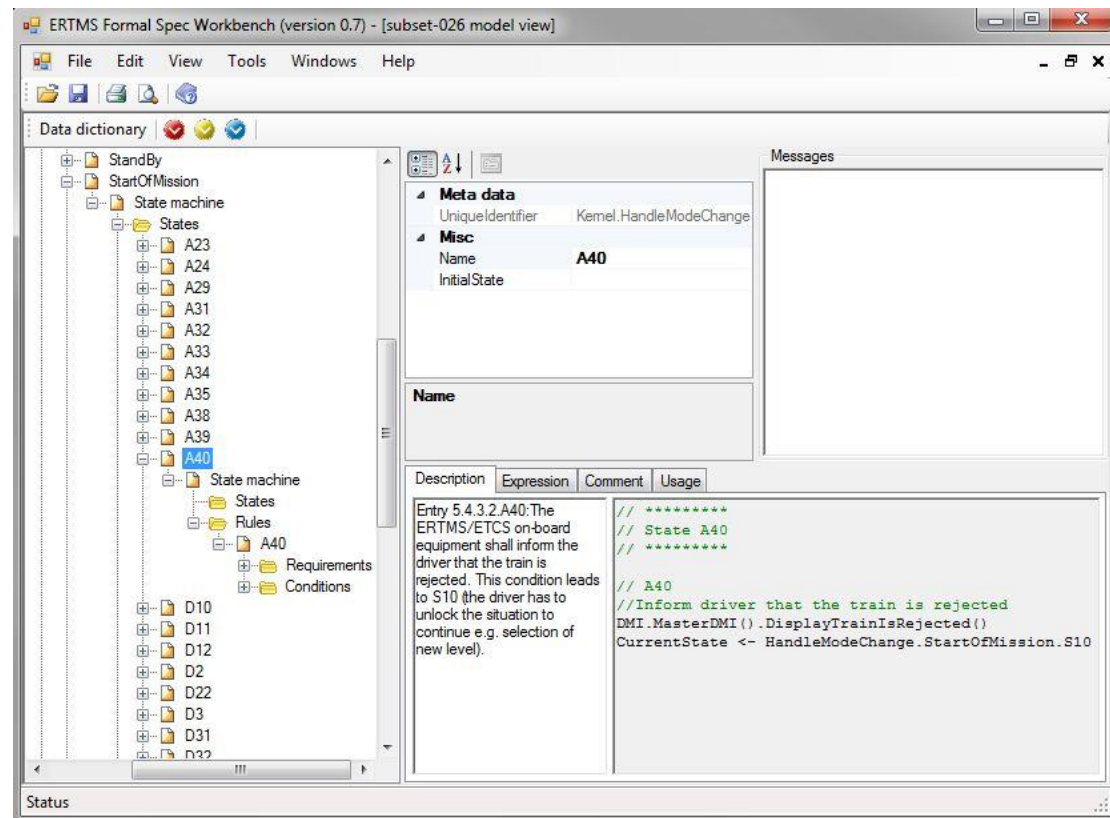 ERTMS Formal Spec Workbench (version 0.7) - [subset-026 model view]
File Edit View Tools Windows Help
Data dictionary
StandBy
StartOfMission
State machine
States
A23
A24
A29
A31
A32
A33
A34
A35
A38
A39
A40
State machine
States
Rules
A40
Requirements
Conditions
D10
D11
D12
D2
D22
D3
D31
D32
Meta data
UniqueIdentifier Kernel.HandleModeChange
Misc
Name A40
InitialState
Name
Messages
Description Expression Comment Usage
Entry 5.4.3.2.A40:The
ERTMS/ETCS on-board
equipment shall inform the
driver that the train is
rejected. This condition leads
to S10 (the driver has to
unlock the situation to
continue e.g. selection of
new level).
// *********
// State A40
// *********
// A40
//Inform driver that the train is rejected
DMI.MasterDMI().DisplayTrainIsRejected()
CurrentState <- HandleModeChange.StartOfMission.S10
Status